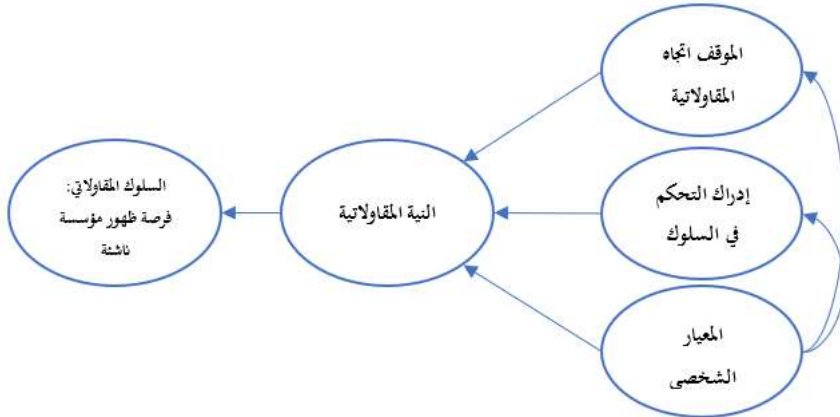 الموقف اتجاه
المقاولاتية
إدراك التحكم
في السلوك
المعيار
الشخصي
النية المقاولاتية
السلوك المقاولاتي:
فرصة ظهور مؤسسة
ناشئة